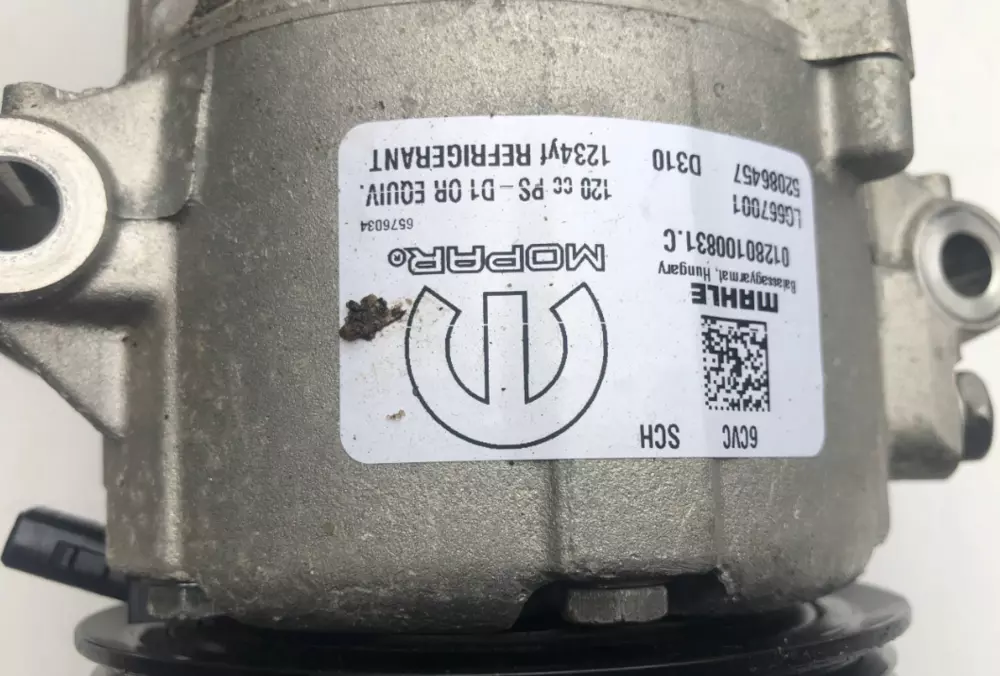 6CVC
SCH
MAHLE
Balassagyarmat, Hungary
01280100831.C
LG667001
52086457
D310
MOPAR®
6576034
120 cc PS - D1 OR EQUIV.
1234yf REFRIGERANT